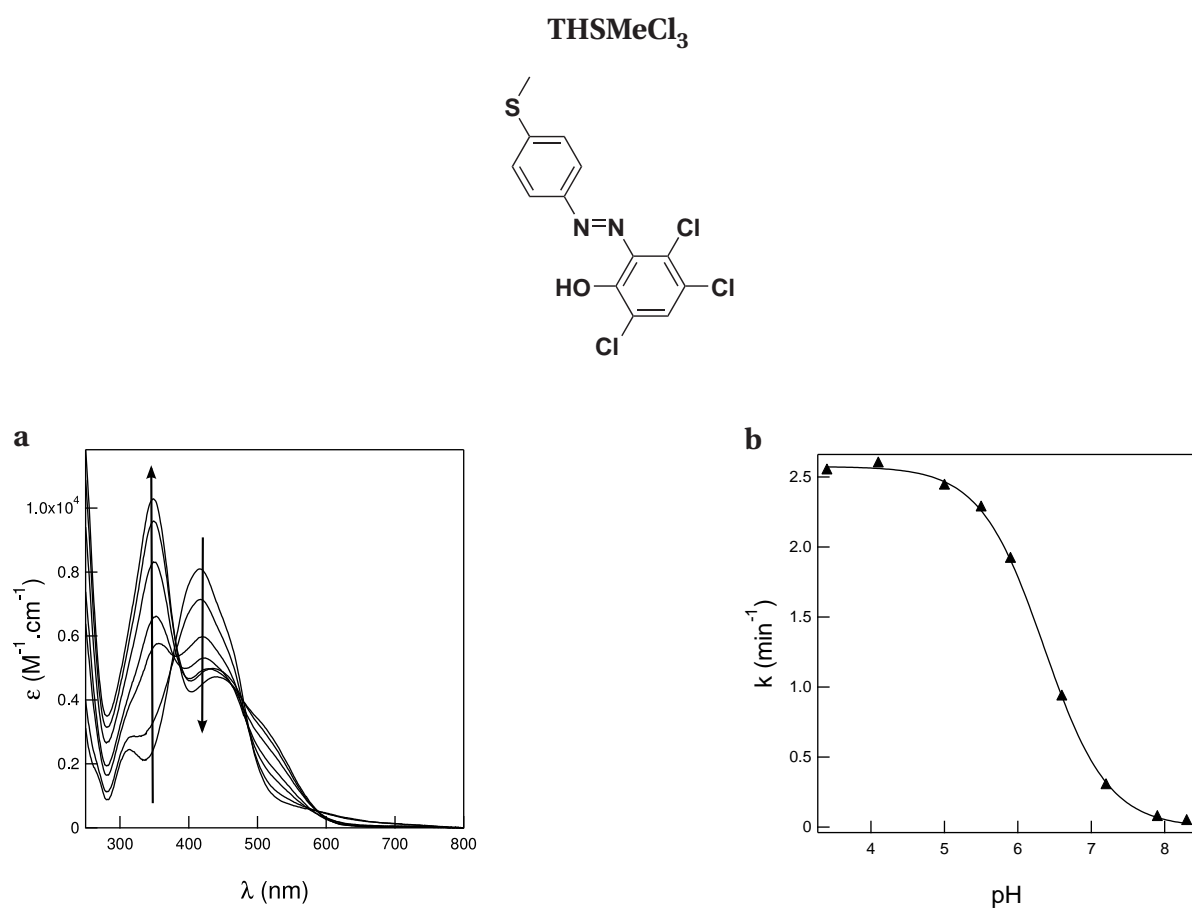 THSMeCl₃
S
N=N
Cl
HO
Cl
Cl
a
b
1.0x10⁴
0.8
0.6
0.4
0.2
0
ε (M⁻¹.cm⁻¹)
300 400 500 600 700 800
λ (nm)
2.5
2.0
1.5
1.0
0.5
0
k (min⁻¹)
4 5 6 7 8
pH